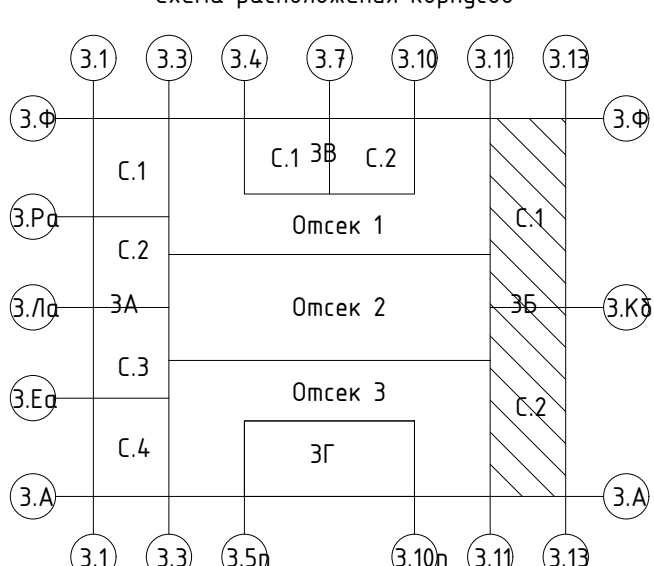 Схема расположения корпусов
3.1 3.3 3.4 3.7 3.10 3.11 3.13
3.Ф 3.Ф
С.1 3В С.2
С.1
3.Ра С.1
Отсек 1
С.2
3.Ла 3А Отсек 2 3Б 3.Кб
С.3
3.Еа Отсек 3
С.2
С.4 3Г
3.А 3.А
3.1 3.3 3.5п 3.10п 3.11 3.13